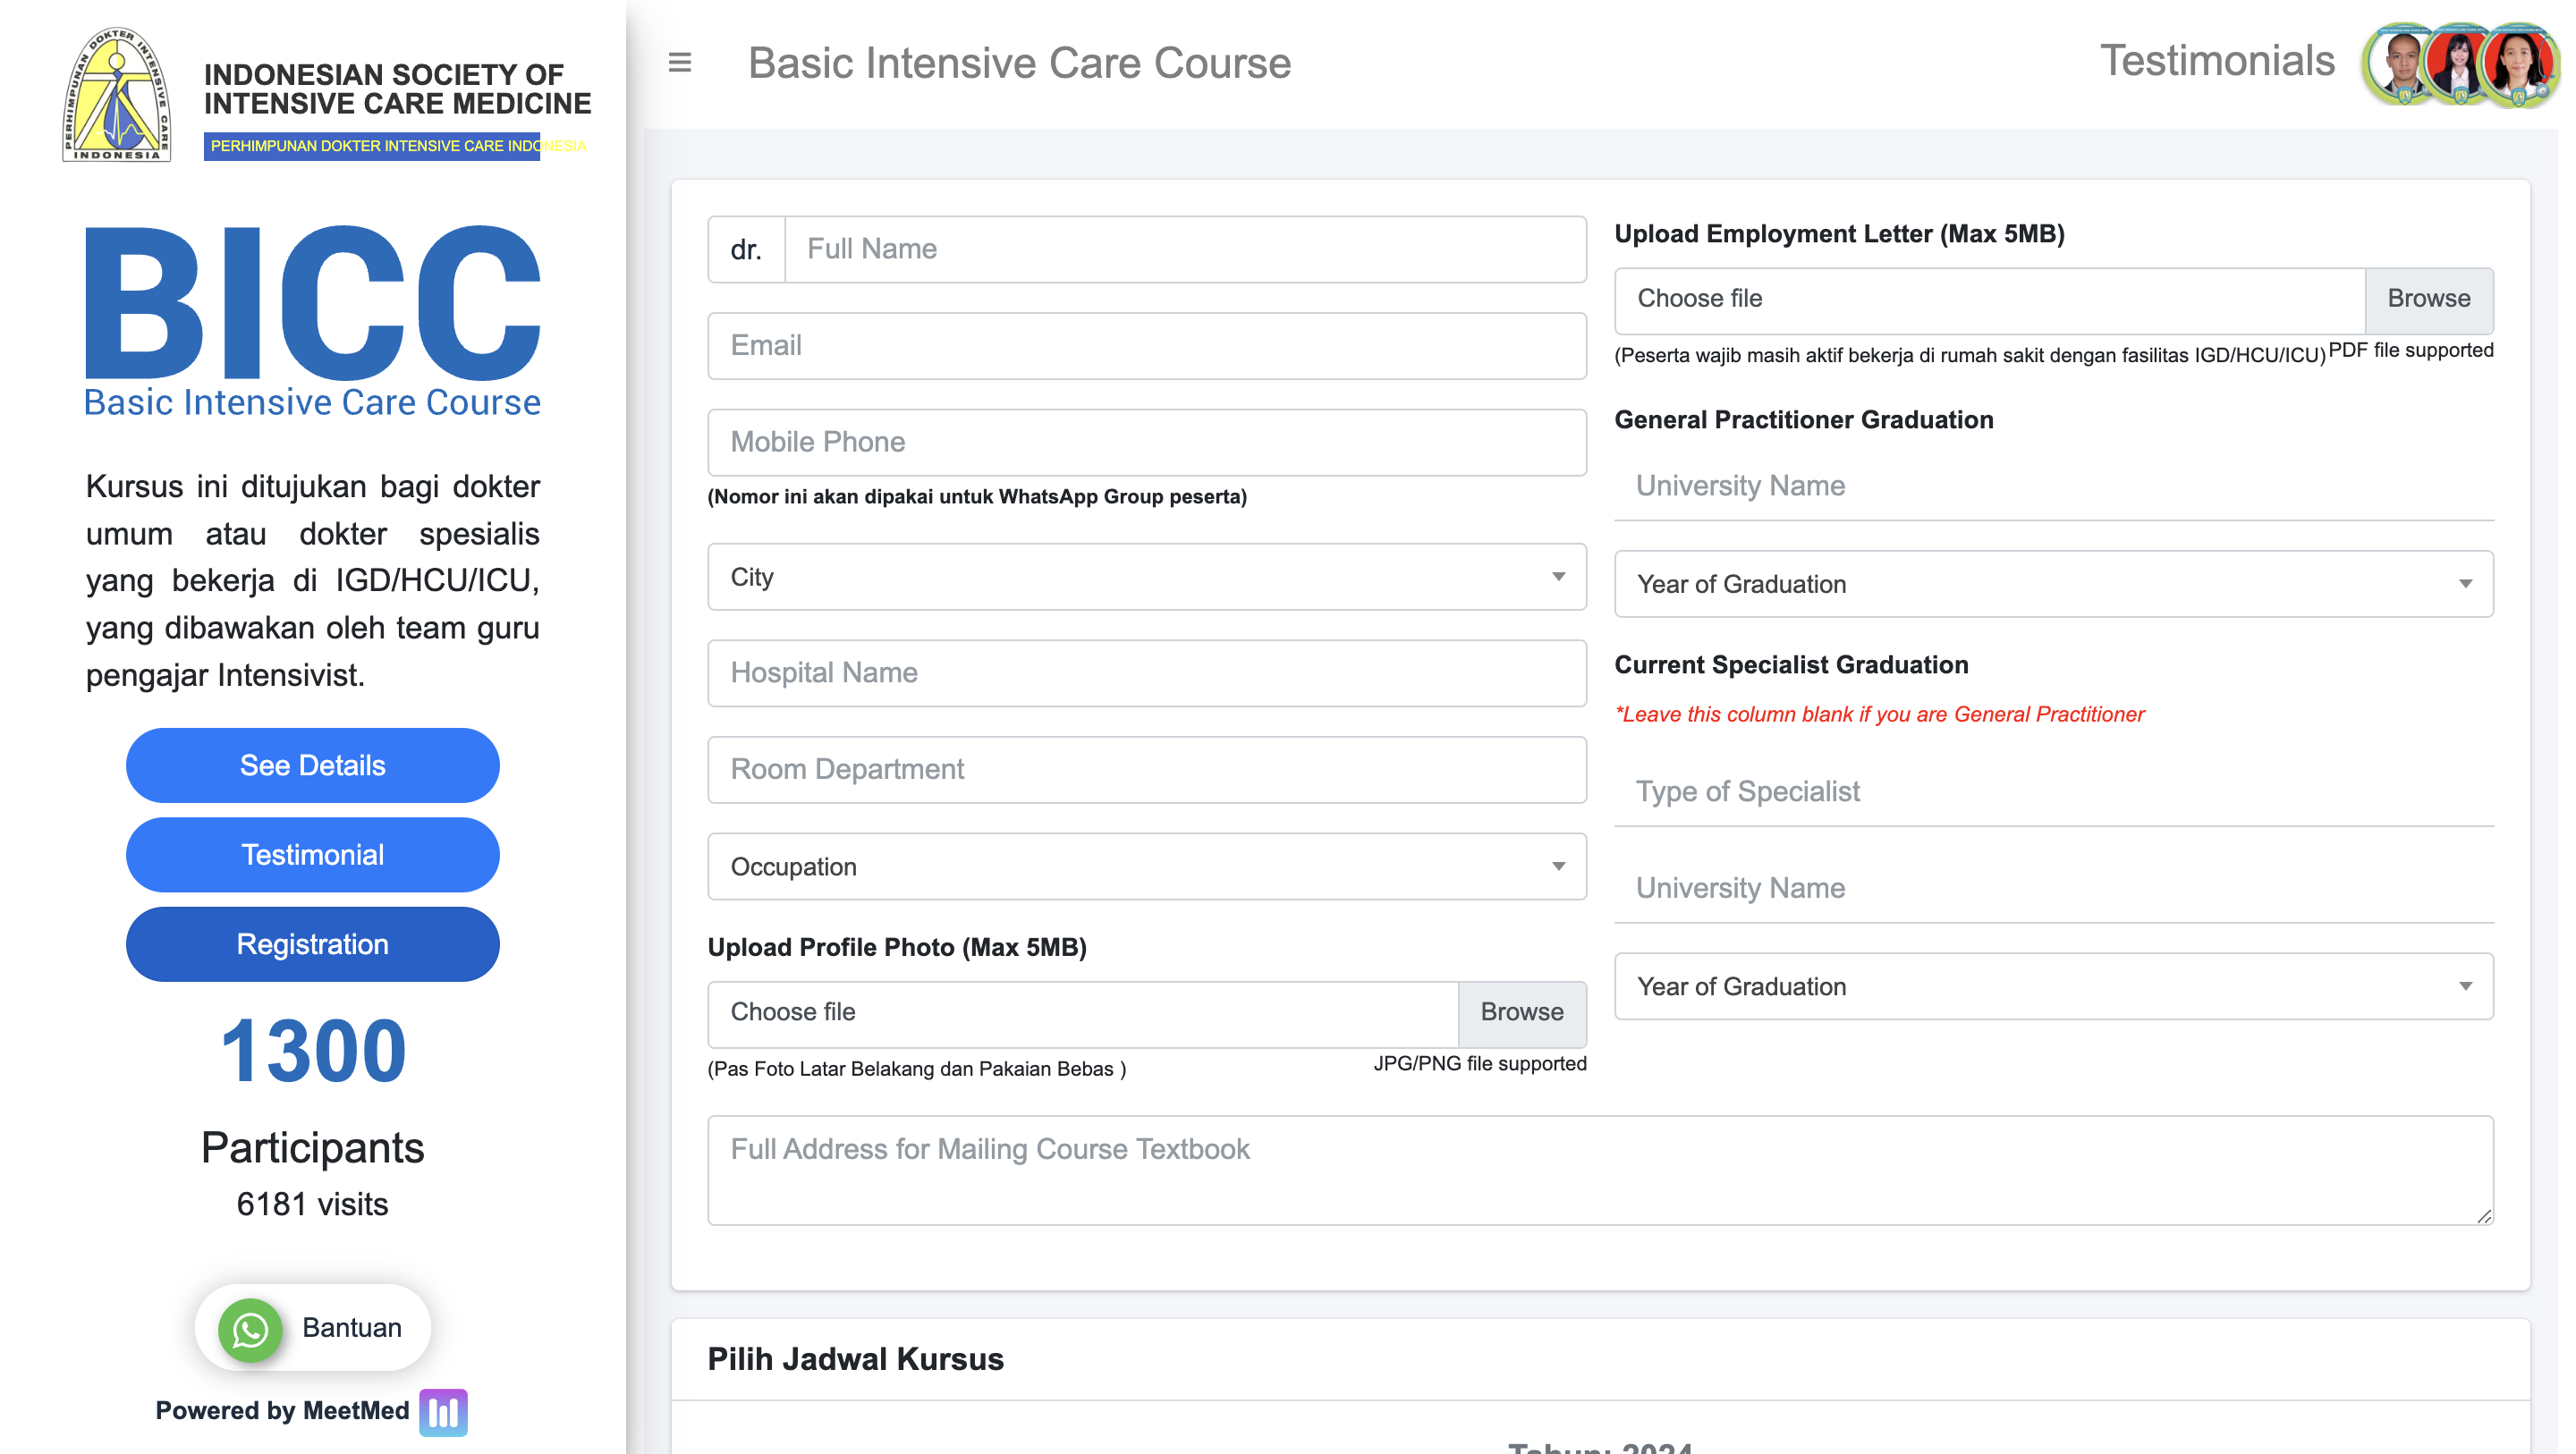 PERHIMPUNAN DOKTER INTENSIVE CARE
INDONESIA
INDONESIAN SOCIETY OF
INTENSIVE CARE MEDICINE
PERHIMPUNAN DOKTER INTENSIVE CARE INDONESIA
BICC
Basic Intensive Care Course
Kursus ini ditujukan bagi dokter
umum atau dokter spesialis
yang bekerja di IGD/HCU/ICU,
yang dibawakan oleh team guru
pengajar Intensivist.
See Details
Testimonial
Registration
1300
Participants
6181 visits
Bantuan
Powered by MeetMed
Basic Intensive Care Course
Testimonials
dr.
Full Name
Email
Mobile Phone
(Nomor ini akan dipakai untuk WhatsApp Group peserta)
City
Hospital Name
Room Department
Occupation
Upload Profile Photo (Max 5MB)
Choose file
Browse
(Pas Foto Latar Belakang dan Pakaian Bebas )
JPG/PNG file supported
Upload Employment Letter (Max 5MB)
Choose file
Browse
(Peserta wajib masih aktif bekerja di rumah sakit dengan fasilitas IGD/HCU/ICU)
PDF file supported
General Practitioner Graduation
University Name
Year of Graduation
Current Specialist Graduation
*Leave this column blank if you are General Practitioner
Type of Specialist
University Name
Year of Graduation
Full Address for Mailing Course Textbook
Pilih Jadwal Kursus
Tahun: 2024